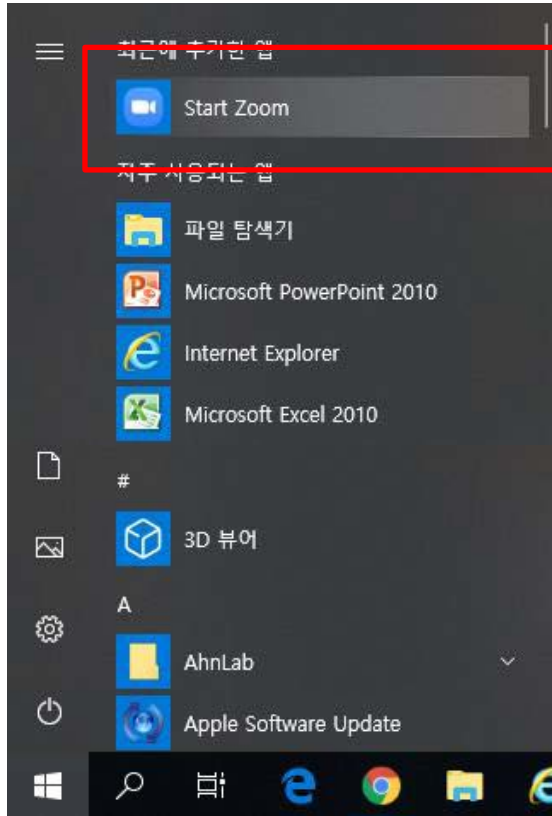 최근에 추가한 앱
Start Zoom
자주 사용되는 앱
파일 탐색기
Microsoft PowerPoint 2010
Internet Explorer
Microsoft Excel 2010
#
3D 뷰어
A
AhnLab
Apple Software Update